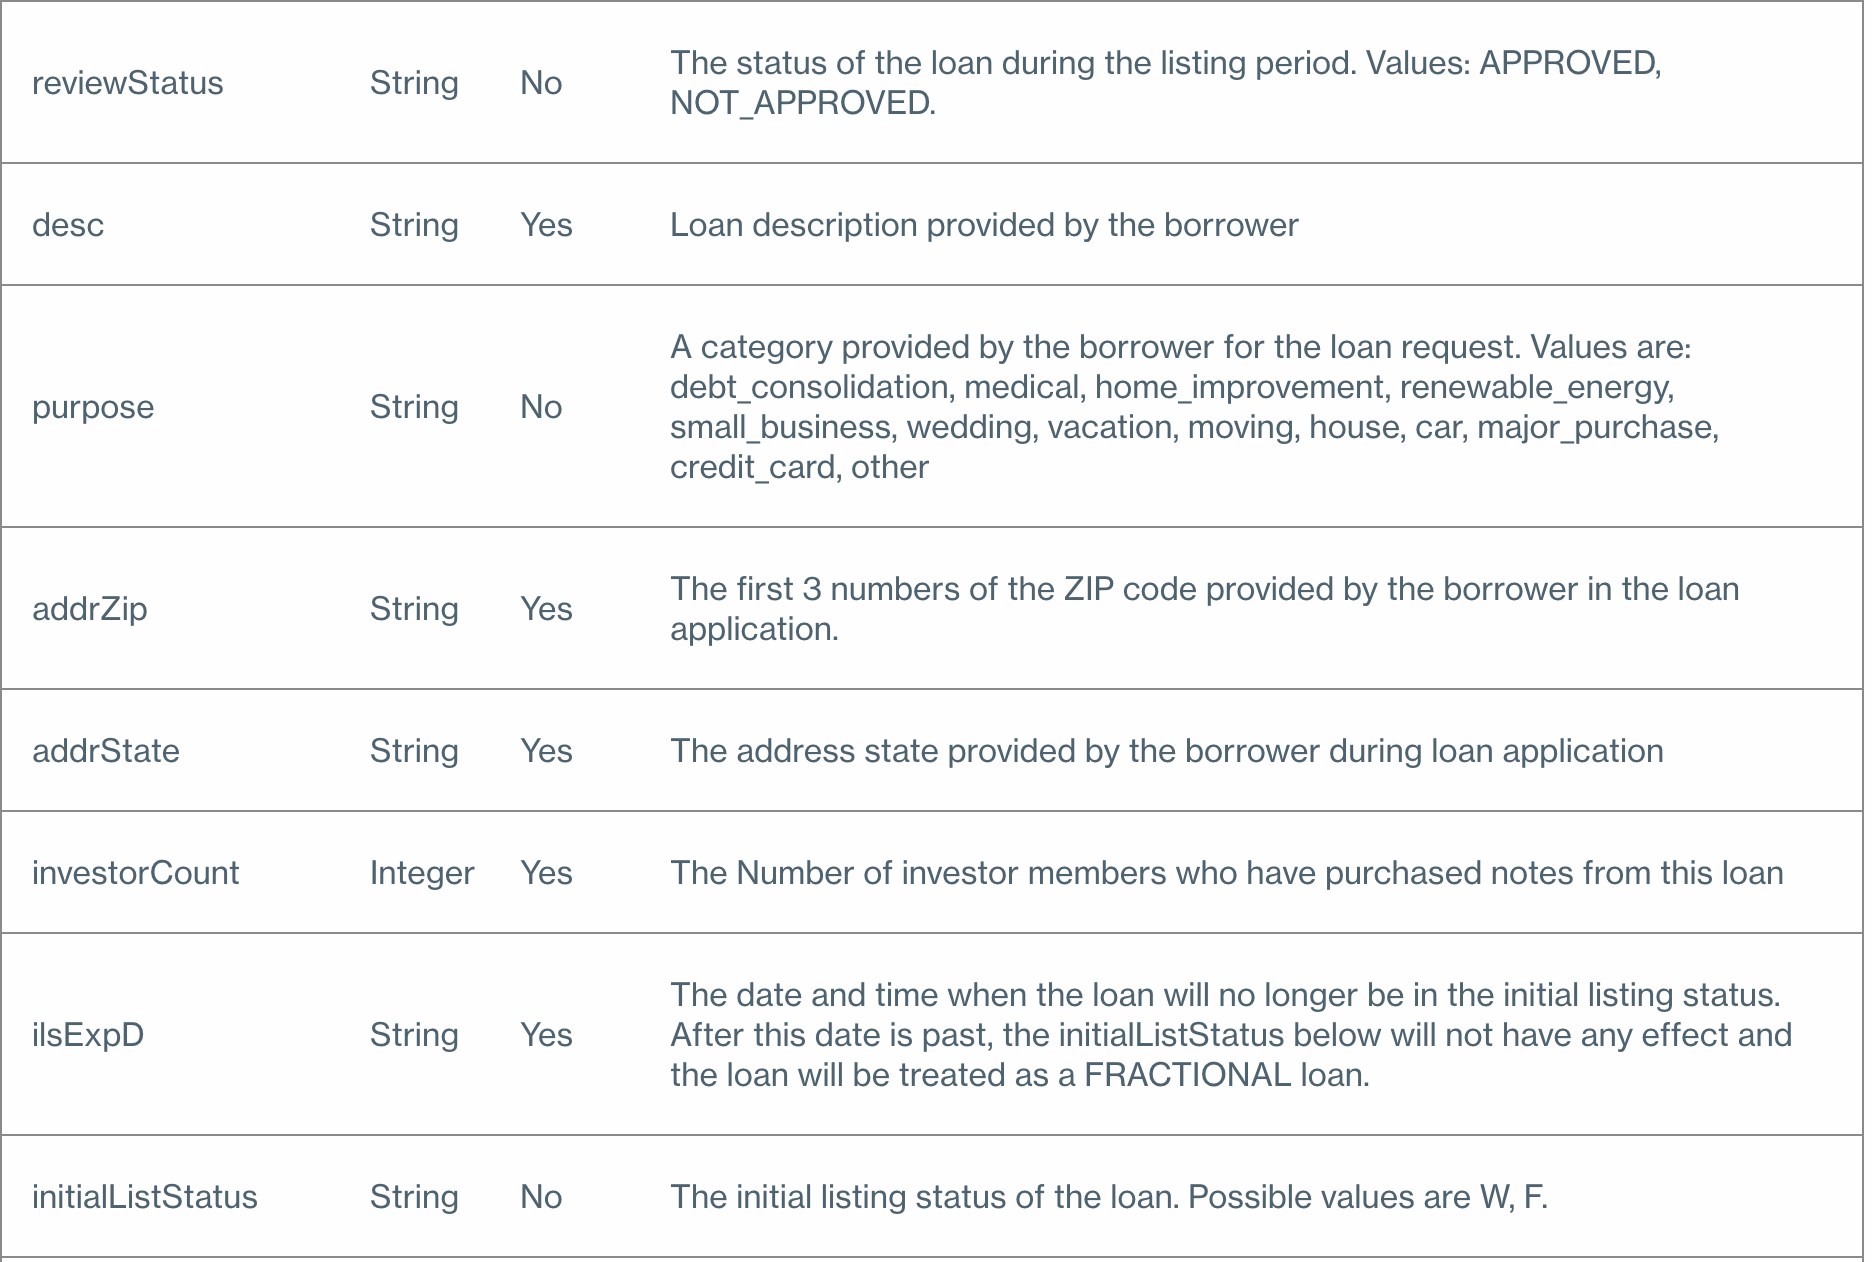 reviewStatus String No The status of the loan during the listing period. Values: APPROVED,
NOT_APPROVED.
desc String Yes Loan description provided by the borrower
purpose String No A category provided by the borrower for the loan request. Values are:
debt_consolidation, medical, home_improvement, renewable_energy,
small_business, wedding, vacation, moving, house, car, major_purchase,
credit_card, other
addrZip String Yes The first 3 numbers of the ZIP code provided by the borrower in the loan
application.
addrState String Yes The address state provided by the borrower during loan application
investorCount Integer Yes The Number of investor members who have purchased notes from this loan
ilsExpD String Yes The date and time when the loan will no longer be in the initial listing status.
After this date is past, the initialListStatus below will not have any effect and
the loan will be treated as a FRACTIONAL loan.
initialListStatus String No The initial listing status of the loan. Possible values are W, F.